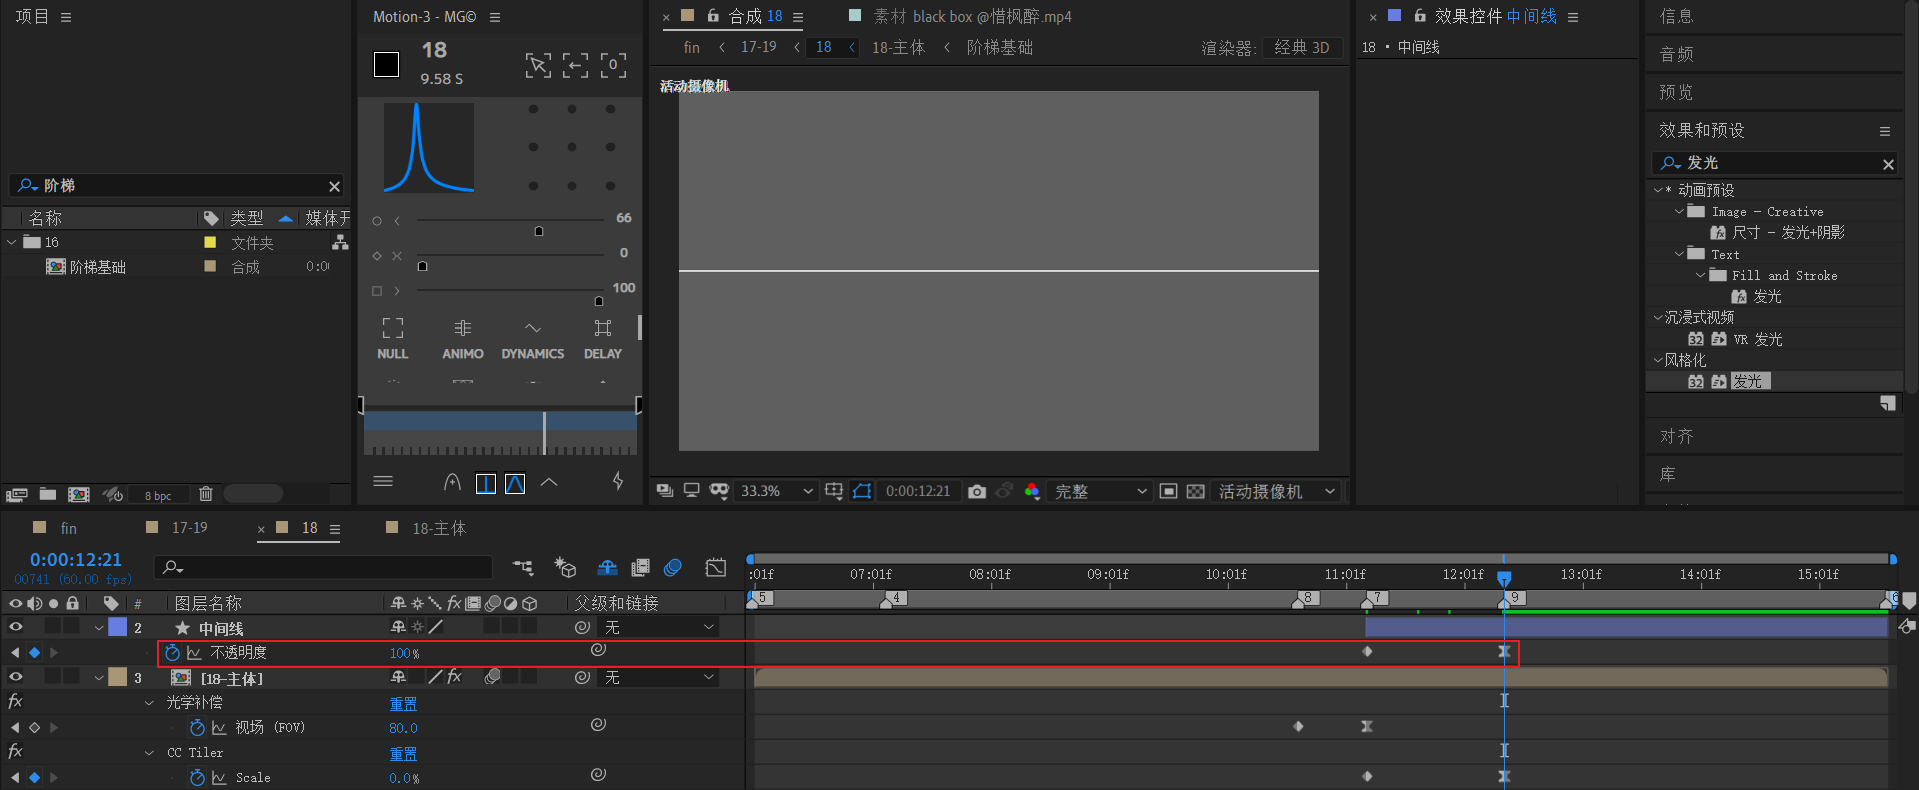 项目
阶梯
名称 类型 媒体开
16 文件夹
阶梯基础 合成 0:00
8 bpc
Motion-3 - MG©
18
9.58 S
0
66
0
100
NULL ANIMO DYNAMICS DELAY
合成 18 素材 black box @惜枫醉.mp4
fin 17-19 18 18-主体 阶梯基础 渲染器: 经典 3D
活动摄像机
33.3% 0:00:12:21 完整 活动摄像机
效果控件 中间线
18 • 中间线
信息
音频
预览
效果和预设
发光
* 动画预设
Image - Creative
尺寸 - 发光+阴影
Text
Fill and Stroke
发光
沉浸式视频
32 VR 发光
风格化
32 发光
对齐
库
fin 17-19 18 18-主体
0:00:12:21
00741 (60.00 fps)
:01f 07:01f 08:01f 09:01f 10:01f 11:01f 12:01f 13:01f 14:01f 15:01f
# 图层名称 fx 父级和链接 5 4 8 7 9 6
2 中间线 无
不透明度 100%
3 [18-主体] fx 无
fx 光学补偿 重置
视场 (FOV) 80.0
fx CC Tiler 重置
Scale 0.0%